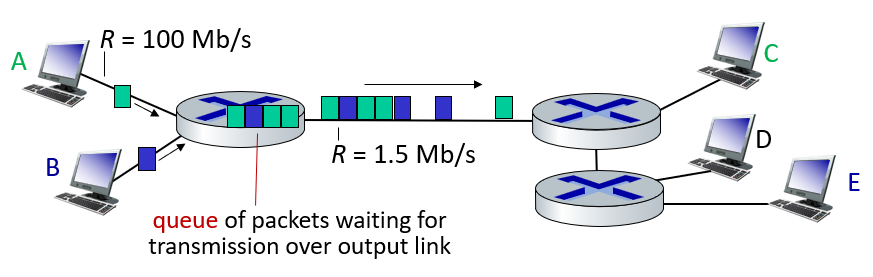 R = 100 Mb/s
A
C
B
R = 1.5 Mb/s
D
E
queue of packets waiting for
transmission over output link